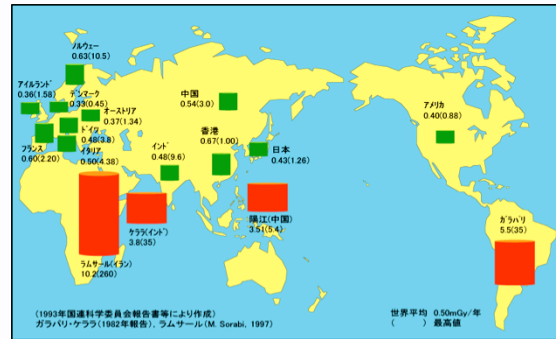 ノルウェー
0.63(10.5)
アイルランド
0.36(1.58)
デンマーク
0.33(0.45)
オーストリア
0.37(1.34)
ドイツ
0.48(3.8)
フランス
0.60(2.20)
イタリア
0.50(4.38)
中国
0.54(3.0)
香港
0.67(1.00)
インド
0.48(9.6)
日本
0.43(1.26)
アメリカ
0.40(0.88)
ラムサール(イラン)
10.2(260)
ケララ(インド)
3.8(35)
陽江(中国)
3.51(5.4)
ガラパリ
5.5(35)
(1993年国連科学委員会報告書等により作成)
ガラパリ・ケララ(1982年報告)、ラムサール(M. Sorabi, 1997)
世界平均 0.50mGy/年
( ) 最高値